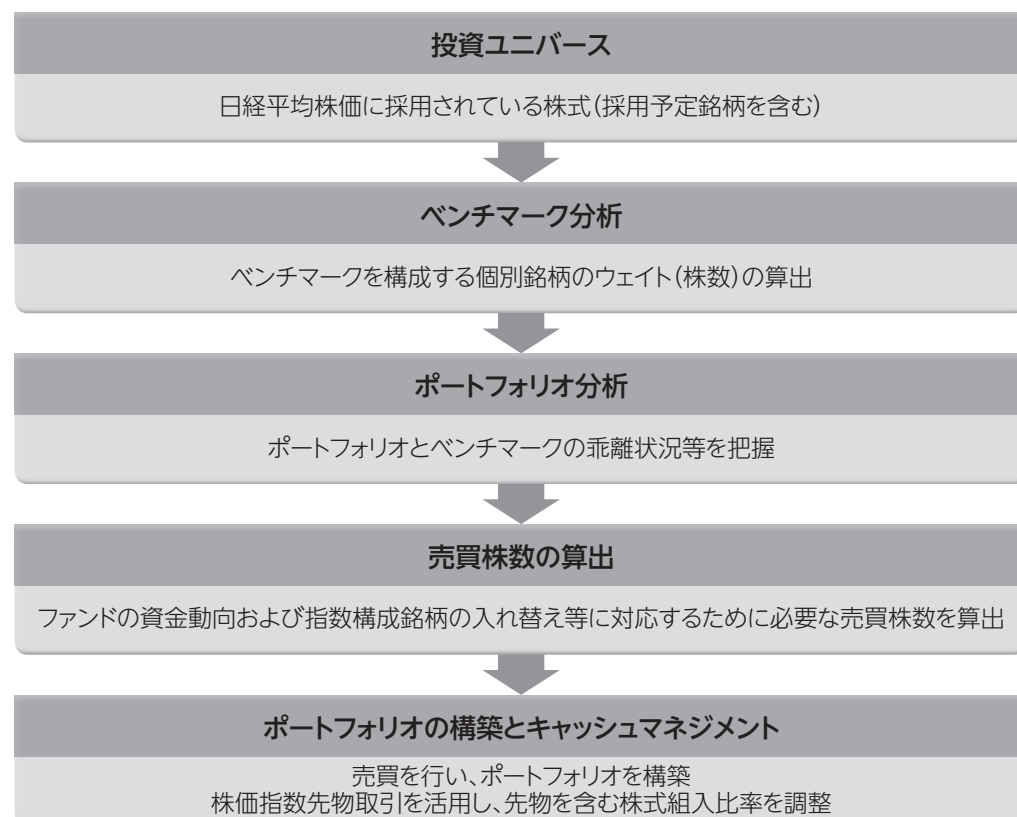 投資ユニバース
日経平均株価に採用されている株式(採用予定銘柄を含む)
ベンチマーク分析
ベンチマークを構成する個別銘柄のウェイト(株数)の算出
ポートフォリオ分析
ポートフォリオとベンチマークの乖離状況等を把握
売買株数の算出
ファンドの資金動向および指数構成銘柄の入れ替え等に対応するために必要な売買株数を算出
ポートフォリオの構築とキャッシュマネジメント
売買を行い、ポートフォリオを構築
株価指数先物取引を活用し、先物を含む株式組入比率を調整